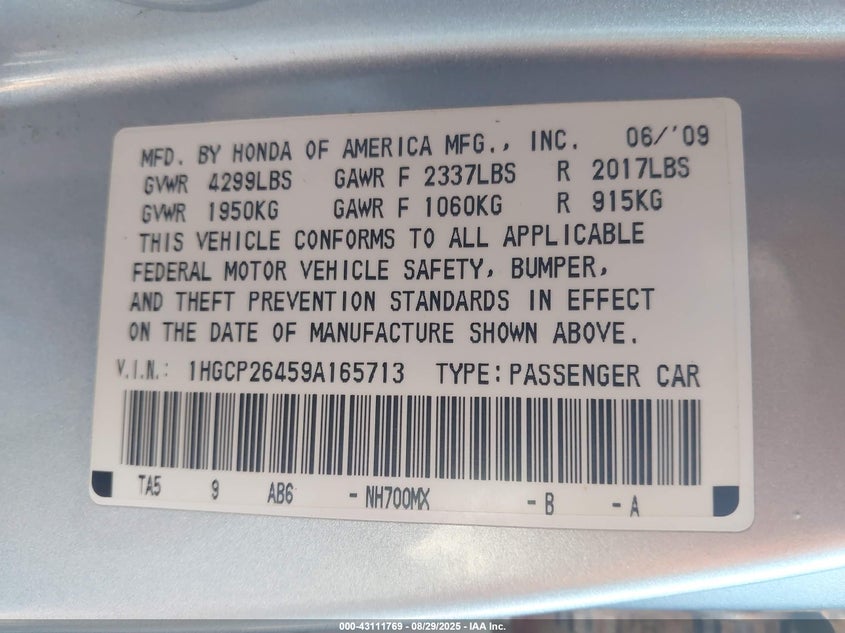 MFD. BY HONDA OF AMERICA MFG., INC. 06/'09
GVWR 4299LBS GAWR F 2337LBS R 2017LBS
GVWR 1950KG GAWR F 1060KG R 915KG
THIS VEHICLE CONFORMS TO ALL APPLICABLE
FEDERAL MOTOR VEHICLE SAFETY, BUMPER,
AND THEFT PREVENTION STANDARDS IN EFFECT
ON THE DATE OF MANUFACTURE SHOWN ABOVE.
V.I.N.: 1HGCP26459A165713 TYPE: PASSENGER CAR
TA5 9 AB6 - NH700MX - B - A
000-43111769 - 08/29/2025 - IAA Inc.